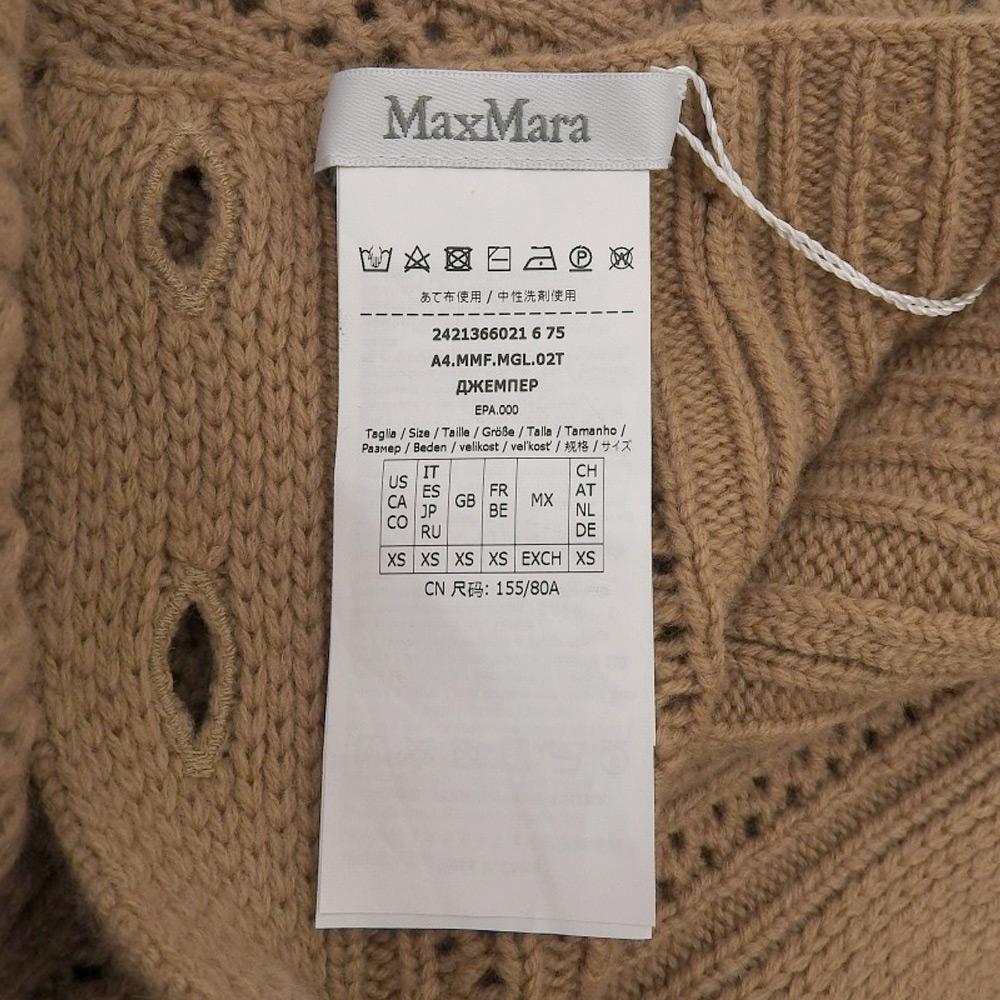 MaxMara
P W
あて布使用 / 中性洗剤使用
2421366021 6 75
A4.MMF.MGL.02T
ДЖЕМПЕР
EPA.000
Taglia / Size / Taille / Größe / Talla / Tamanho /
Размер / Beden / velikost / veľkosť / 规格 / サイズ
US CA CO IT ES JP RU GB FR BE MX CH AT NL DE
XS XS XS XS EXCH XS
CN 尺码: 155/80A